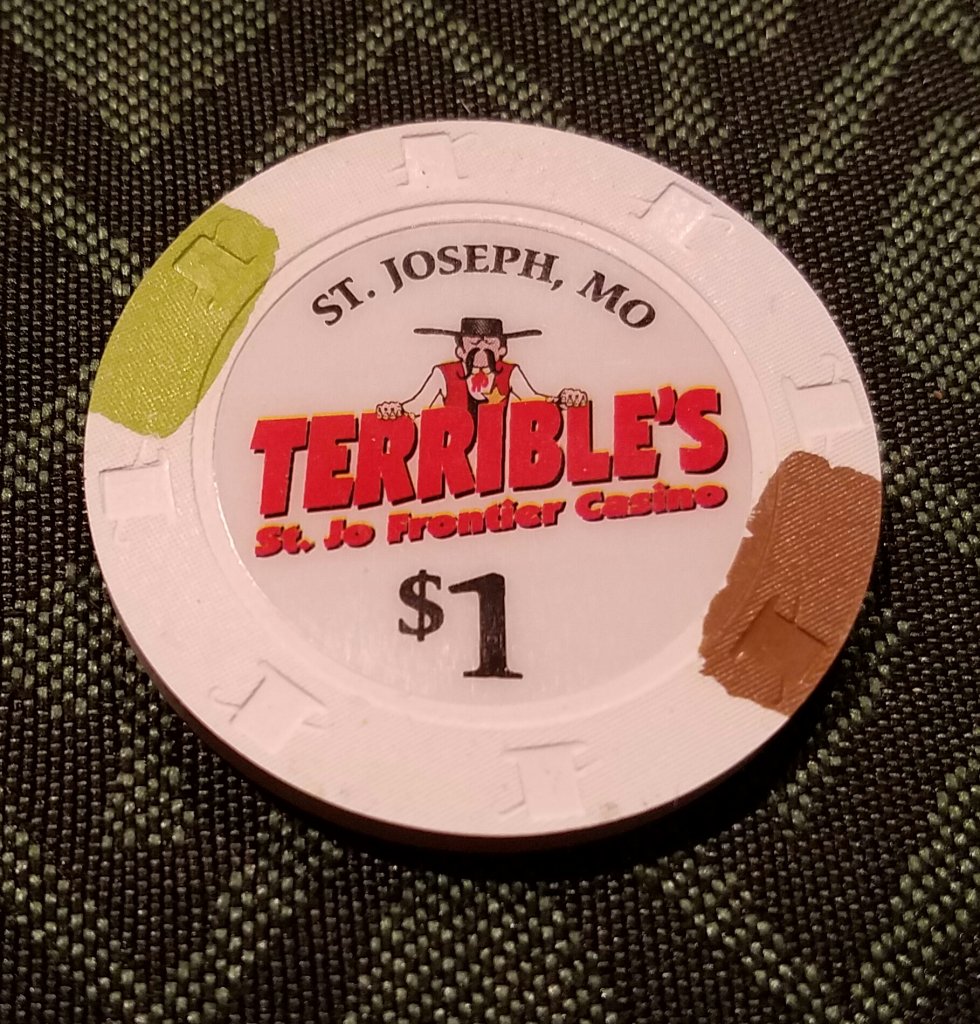 ST. JOSEPH, MO
TERRIBLE'S
St. Jo Frontier Casino
$1